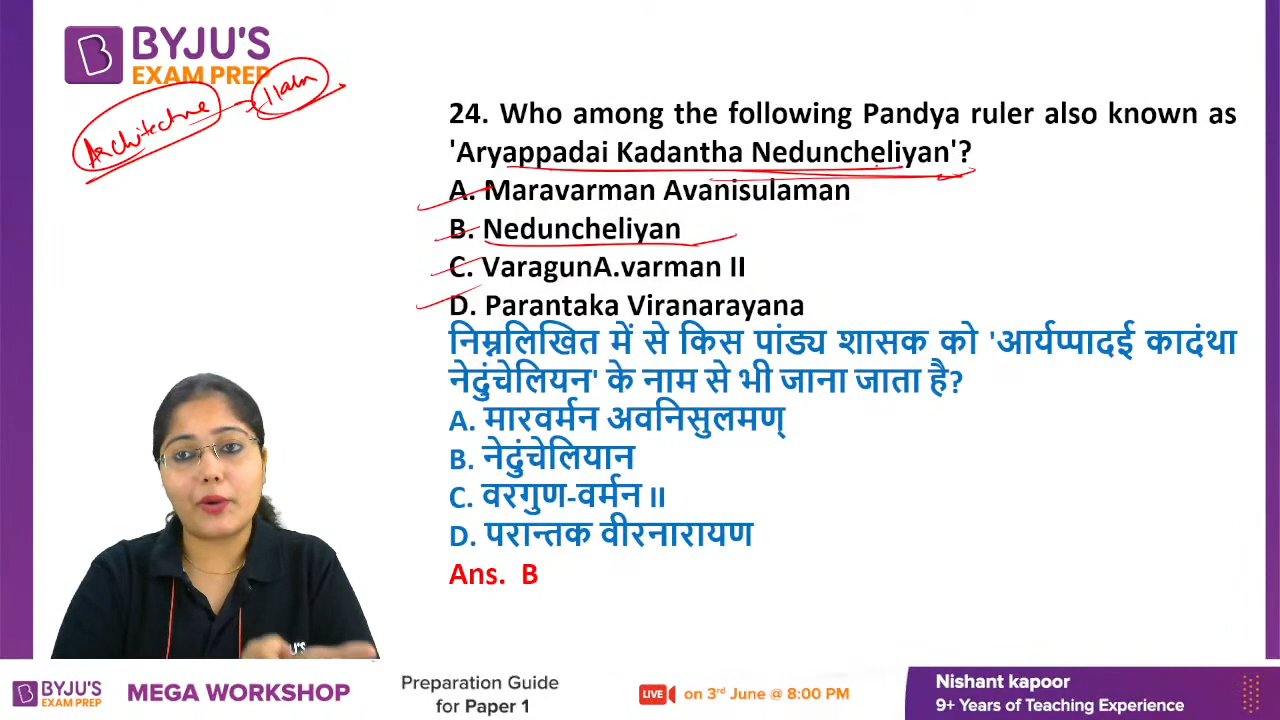 BYJU'S
EXAM PREP
Architecture
24. Who among the following Pandya ruler also known as
'Aryappadai Kadantha Neduncheliyan'?
A. Maravarman Avanisulaman
B. Neduncheliyan
C. VaragunA.varman II
D. Parantaka Viranarayana
निम्नलिखित में से किस पांड्य शासक को 'आर्यप्पादई कादंथा
नेदुंचेलियन' के नाम से भी जाना जाता है?
A. मारवर्मन अवनिसुलमण्
B. नेदुंचेलियान
C. वरगुण-वर्मन II
D. परान्तक वीरनारायण
Ans. B
BYJU'S
EXAM PREP
MEGA WORKSHOP
Preparation Guide
for Paper 1
LIVE
on 3rd June @ 8:00 PM
Nishant kapoor
9+ Years of Teaching Experience